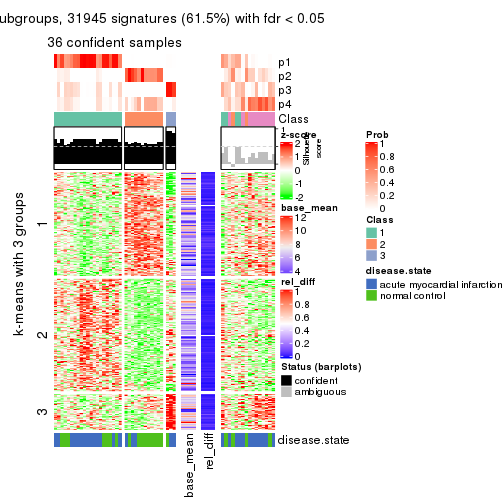 ubgroups, 31945 signatures (61.5%) with fdr < 0.05
36 confident samples
p1
p2
p3
p4
Class
1
Silhouette
score
z-score
2
1
0
-1
-2
base_mean
12
10
8
6
4
rel_diff
1
0.8
0.6
0.4
0.2
0
Status (barplots)
confident
ambiguous
Prob
1
0.8
0.6
0.4
0.2
0
Class
1
2
3
disease.state
acute myocardial infarction
normal control
k-means with 3 groups
1
2
3
disease.state
base_mean
rel_diff